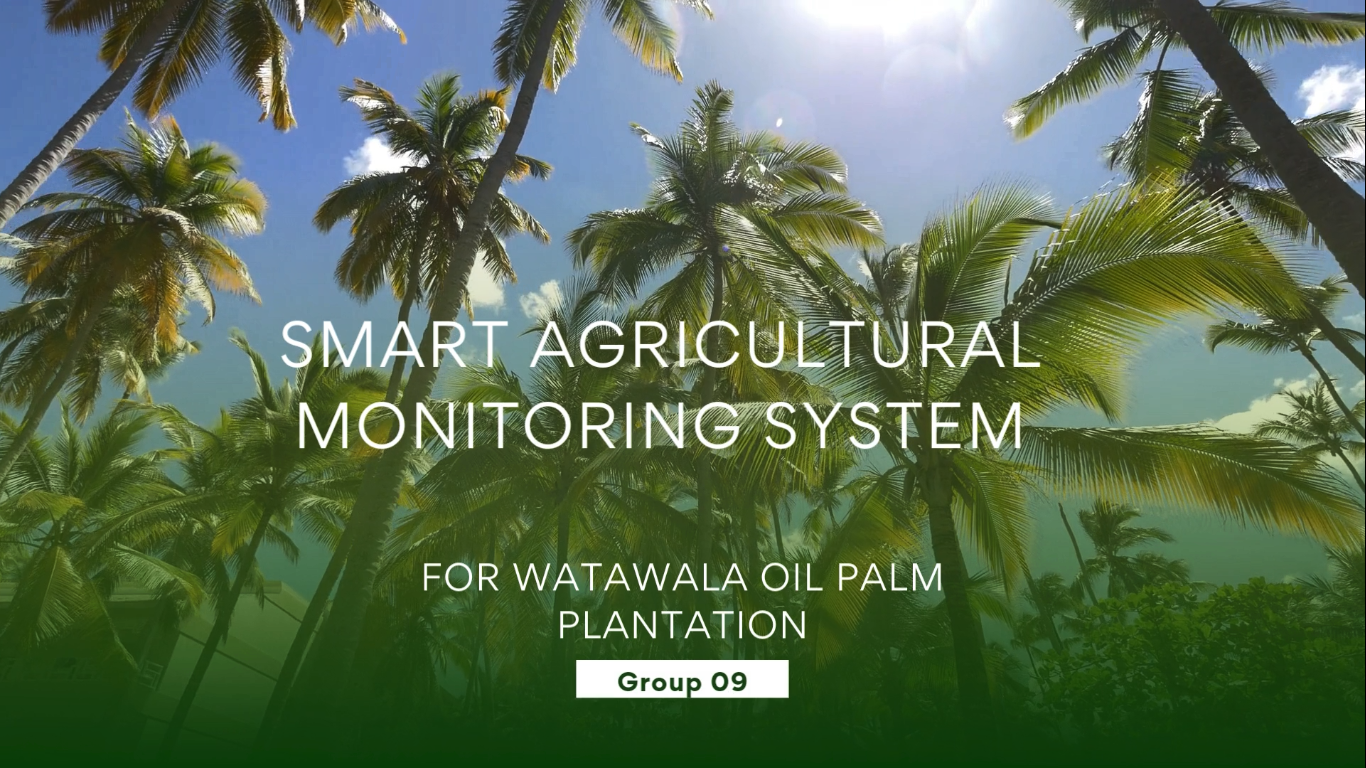 SMART AGRICULTURAL
MONITORING SYSTEM
FOR WATAWALA OIL PALM
PLANTATION
Group 09